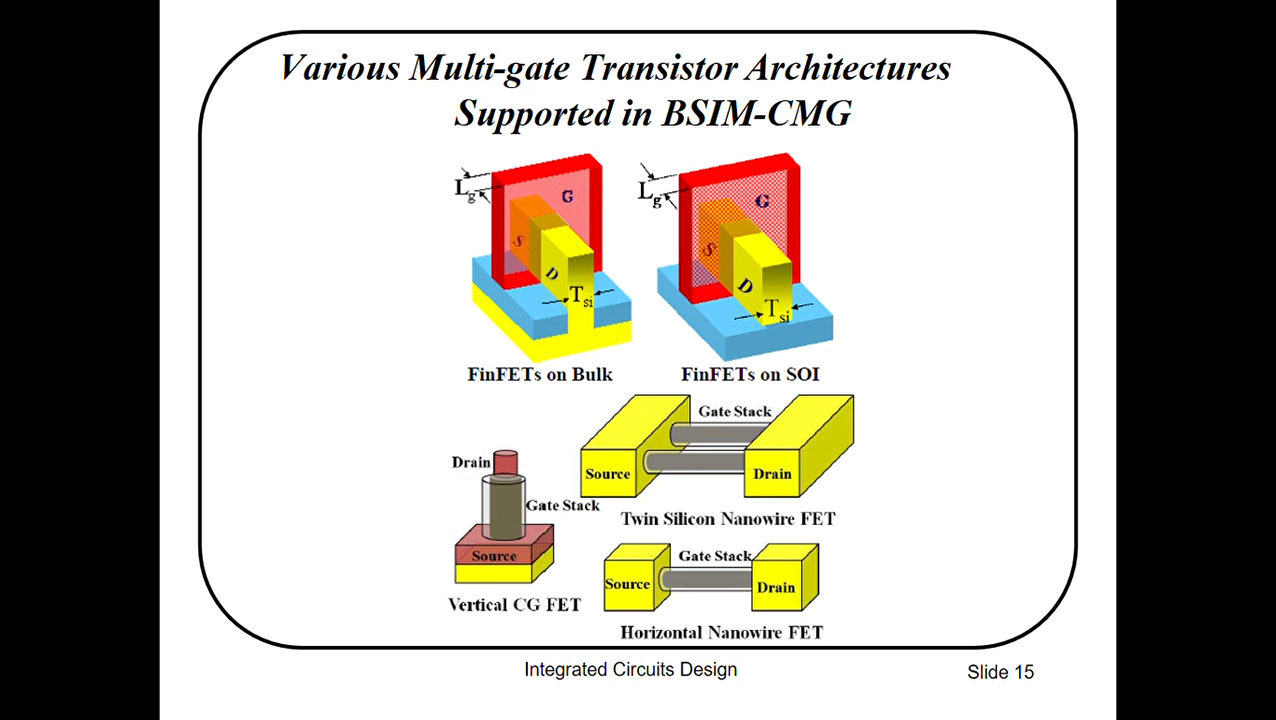 Various Multi-gate Transistor Architectures
Supported in BSIM-CMG
Lg
G
S
D
Tsi
FinFETs on Bulk
Lg
G
S
D
Tsi
FinFETs on SOI
Drain
Gate Stack
Source
Vertical CG FET
Gate Stack
Source
Drain
Twin Silicon Nanowire FET
Gate Stack
Source
Drain
Horizontal Nanowire FET
Integrated Circuits Design
Slide 15